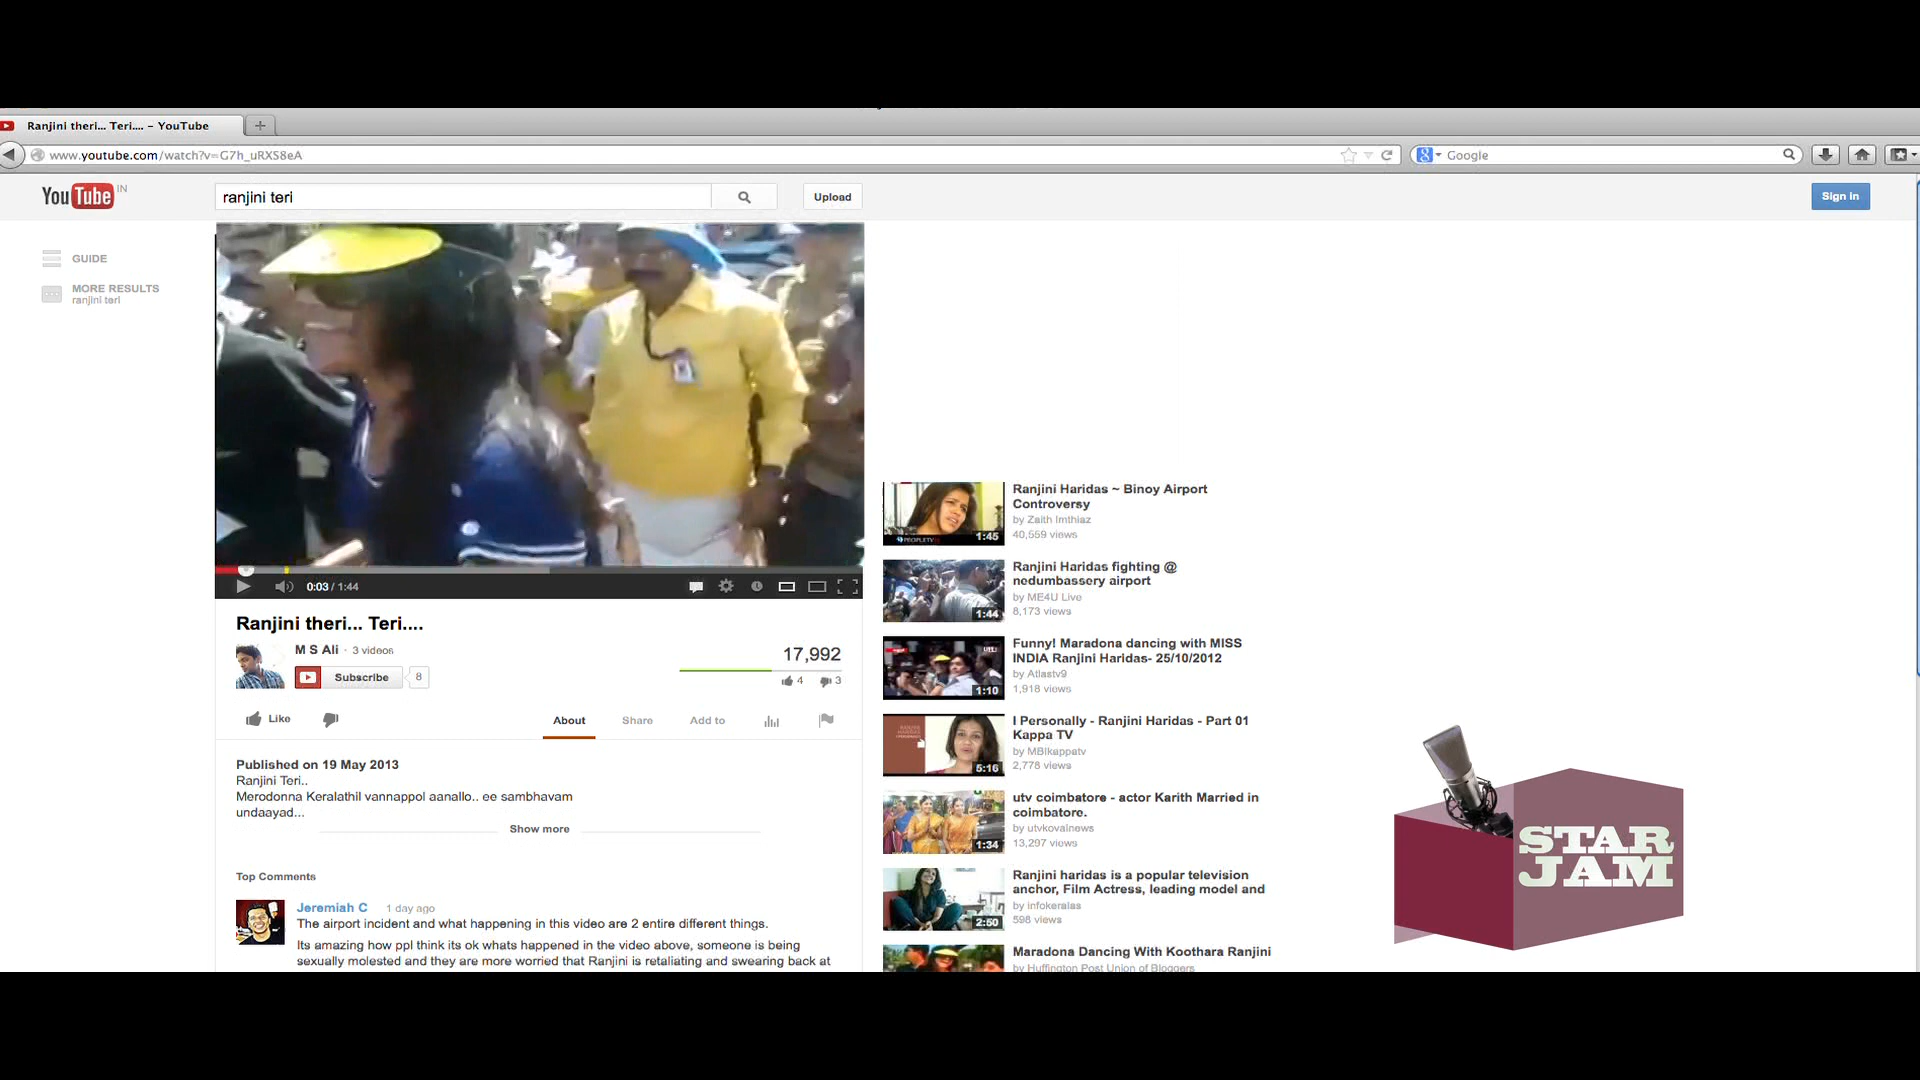 Ranjini theri... Teri.... – YouTube
www.youtube.com/watch?v=G7h_uRXS8eA
Google
YouTube IN
ranjini teri
Upload
Sign In
GUIDE
MORE RESULTS
ranjini teri
0:03 / 1:44
Ranjini theri... Teri....
M S Ali · 3 videos
Subscribe 8
17,992
4 3
Like
About
Share
Add to
Published on 19 May 2013
Ranjini Teri..
Merodonna Keralathil vannappol aanallo.. ee sambhavam
undaayad...
Show more
Top Comments
Jeremiah C 1 day ago
The airport incident and what happening in this video are 2 entire different things.
Its amazing how ppl think its ok whats happened in the video above, someone is being
sexually molested and they are more worried that Ranjini is retaliating and swearing back at
Ranjini Haridas ~ Binoy Airport
Controversy
by Zaith Imthiaz
40,559 views
PEOPLETV
1:45
Ranjini Haridas fighting @
nedumbassery airport
by ME4U Live
8,173 views
1:44
Funny! Maradona dancing with MISS
INDIA Ranjini Haridas- 25/10/2012
by Atlastv9
1,918 views
1:10
I Personally - Ranjini Haridas - Part 01
Kappa TV
by MBIkappatv
2,778 views
5:16
utv coimbatore - actor Karith Married in
coimbatore.
by utvkovainews
13,297 views
1:34
Ranjini haridas is a popular television
anchor, Film Actress, leading model and
by infokeralas
598 views
2:50
Maradona Dancing With Koothara Ranjini
by Huffington Post Union of Bloggers
STAR
JAM